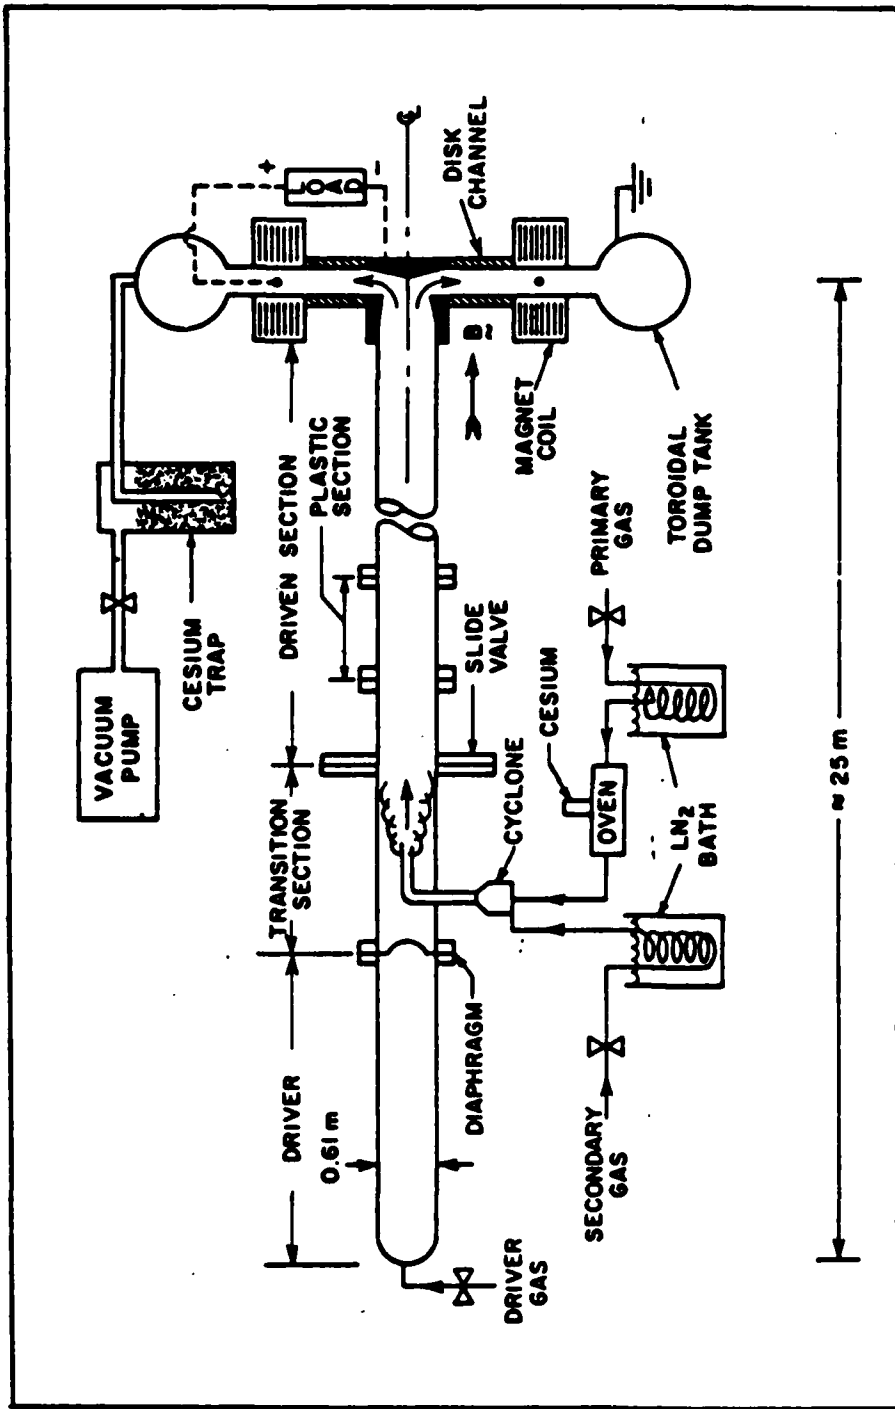 VACUUM
PUMP
CESIUM
TRAP
+
LOAD
-
℄
DISK
CHANNEL
DRIVER
TRANSITION
SECTION
DRIVEN SECTION
PLASTIC
SECTION
0.61 m
B
~
MAGNET
COIL
DIAPHRAGM
CYCLONE
SLIDE
VALVE
CESIUM
OVEN
PRIMARY
GAS
TOROIDAL
DUMP TANK
DRIVER
GAS
SECONDARY
GAS
LN2
BATH
≈ 25 m